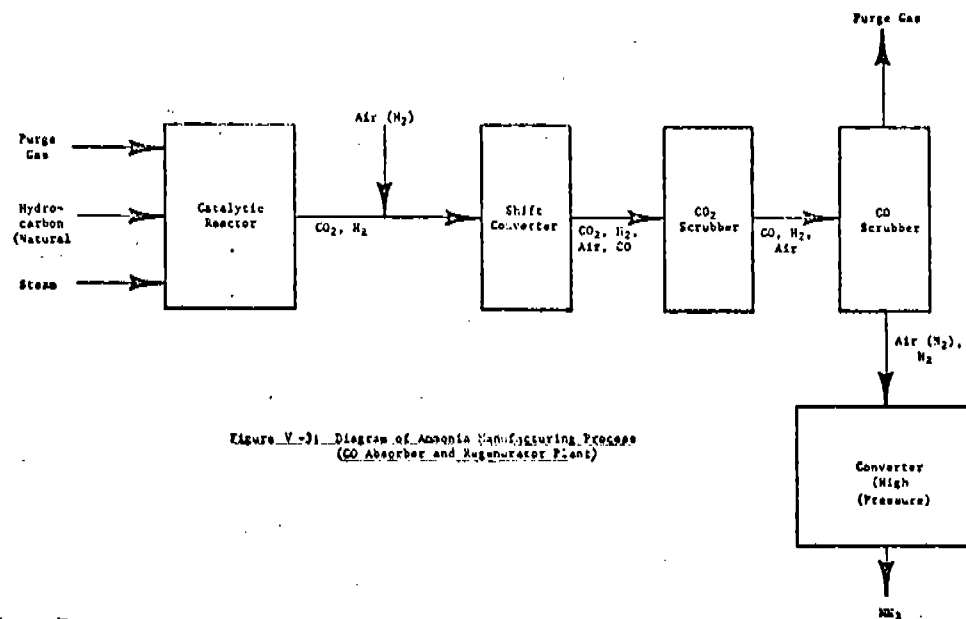 Purge Gas
Purge
Gas
Hydro-
carbon
(Natural
Steam
Catalytic
Reactor
CO₂, H₂
Air (N₂)
Shift
Converter
CO₂, H₂,
Air, CO
CO₂
Scrubber
CO, H₂,
Air
CO
Scrubber
Air (N₂),
H₂
Converter
(High
(Pressure)
NH₃
Figure V-3: Diagram of Ammonia Manufacturing Process
(CO Absorber and Regenerator Plant)